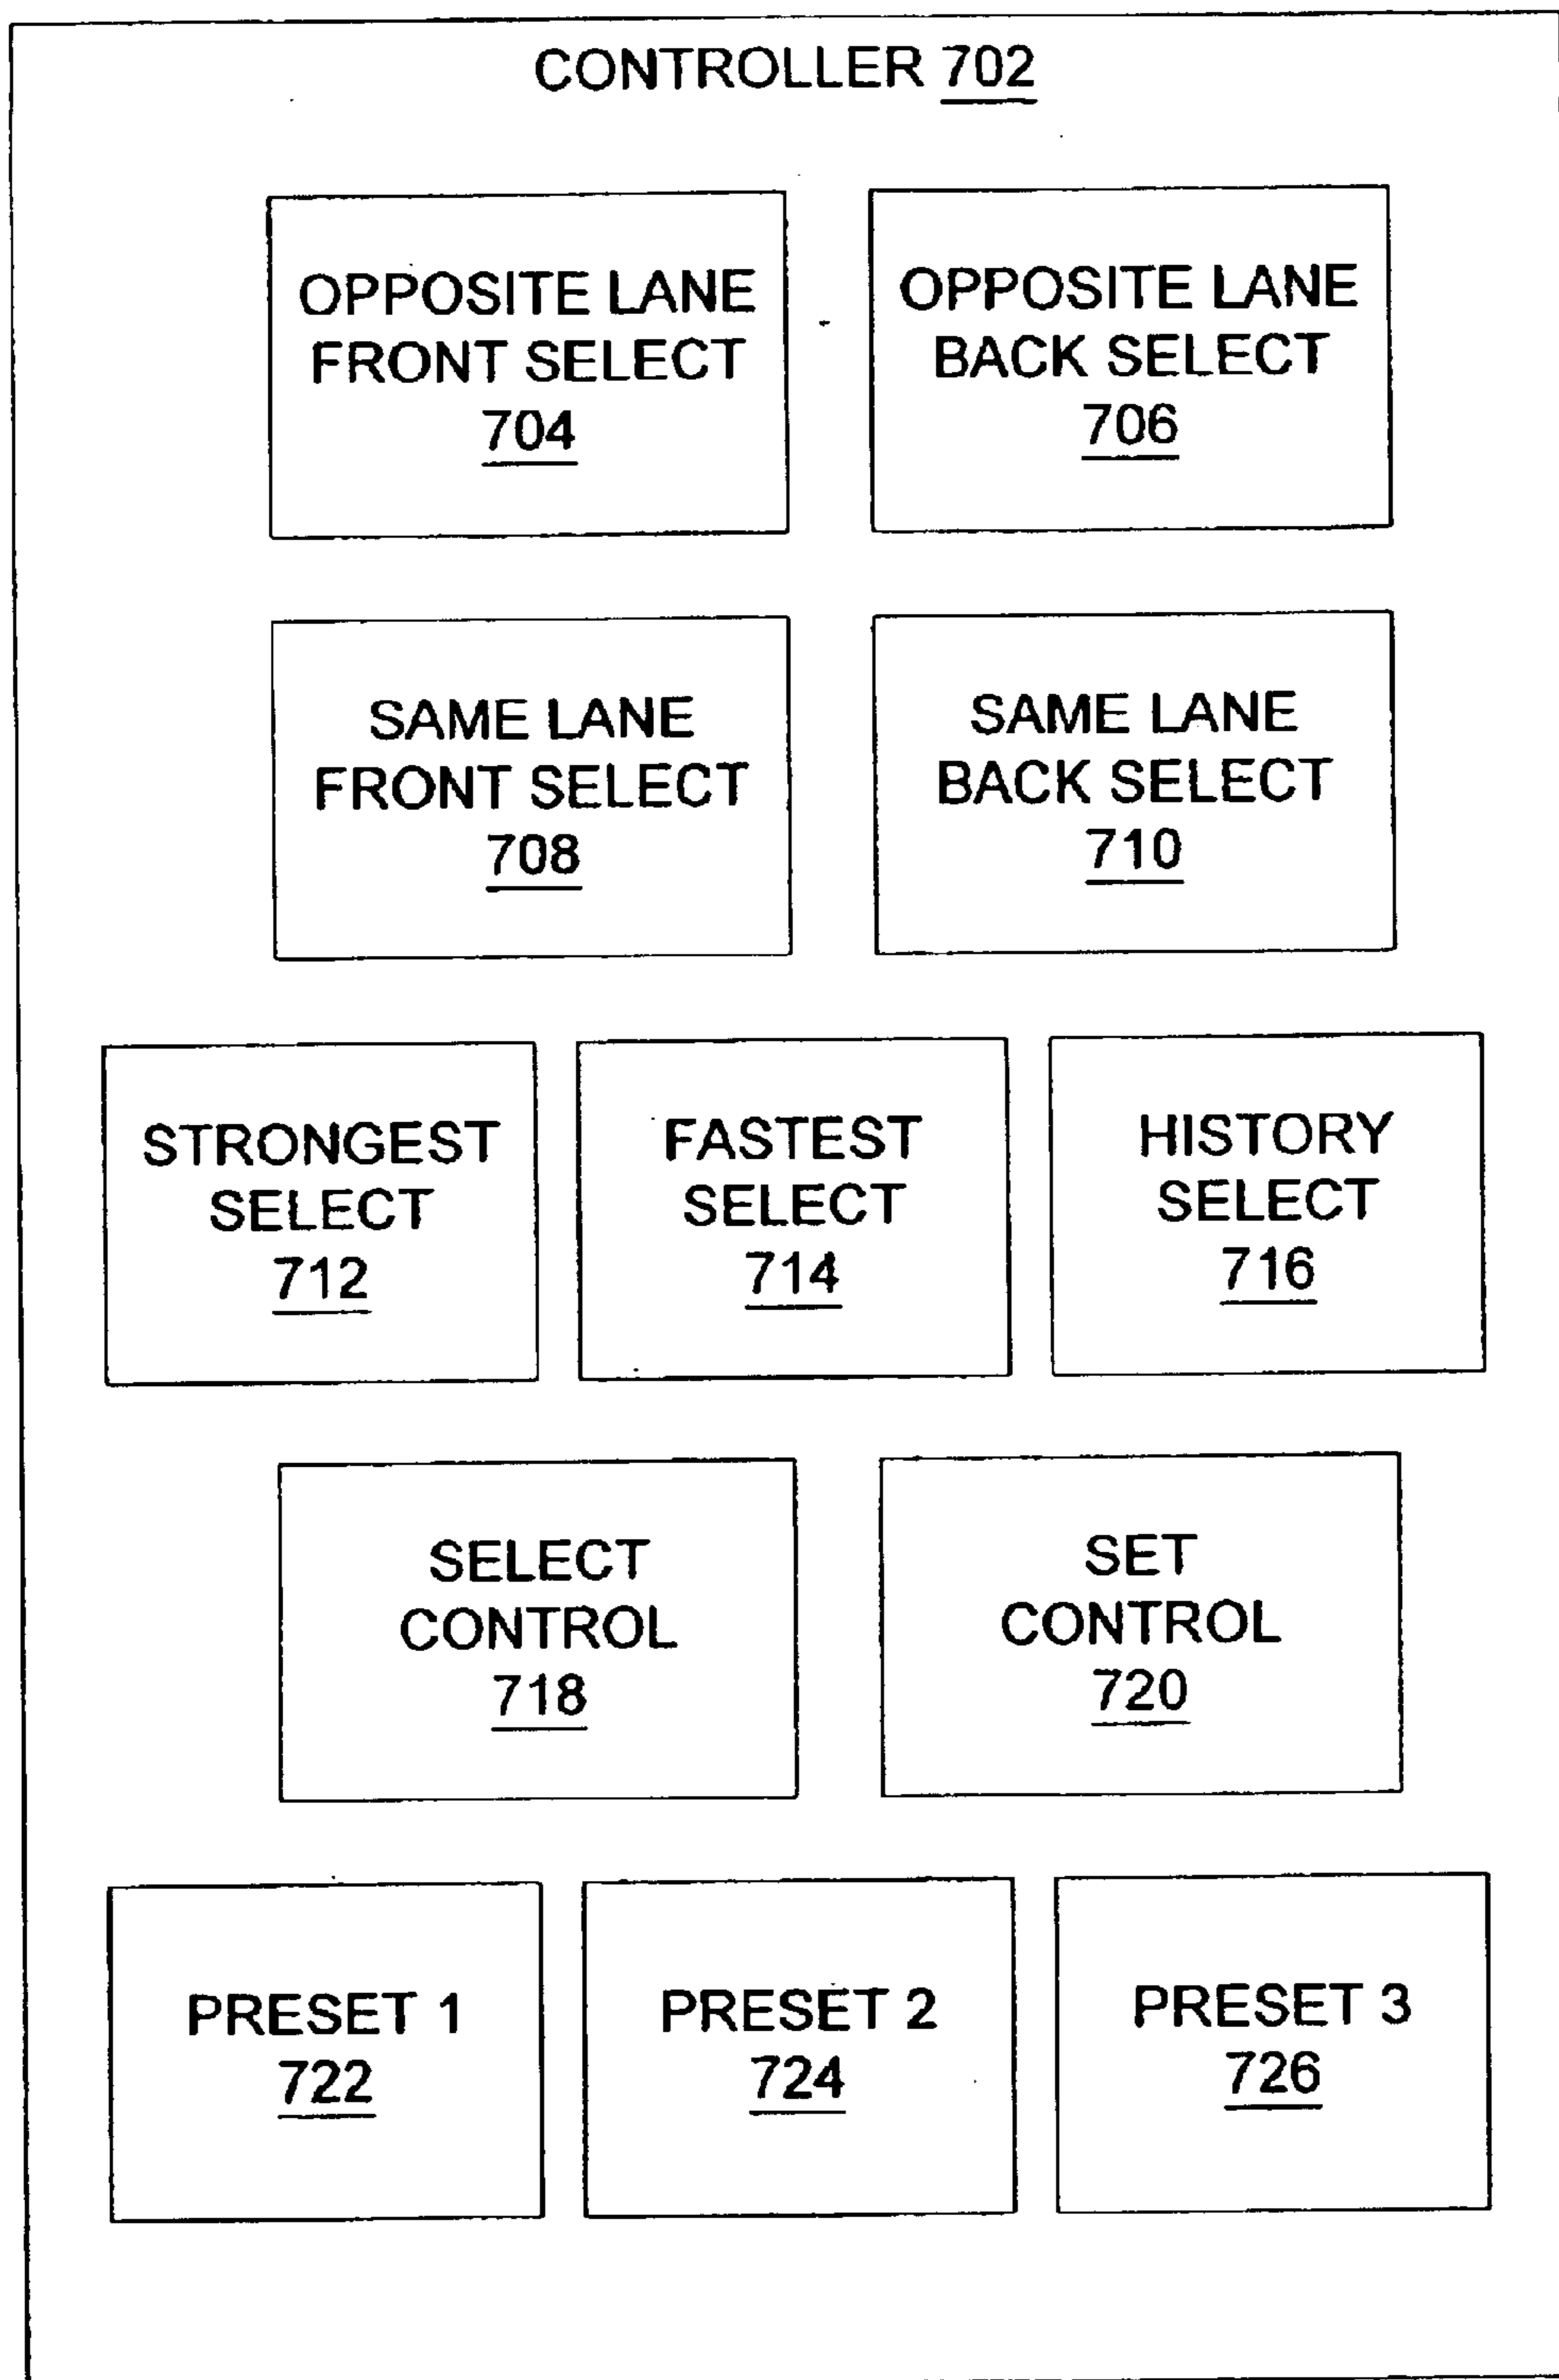 CONTROLLER 702
OPPOSITE LANE
FRONT SELECT
704
OPPOSITE LANE
BACK SELECT
706
SAME LANE
FRONT SELECT
708
SAME LANE
BACK SELECT
710
STRONGEST
SELECT
712
FASTEST
SELECT
714
HISTORY
SELECT
716
SELECT
CONTROL
718
SET
CONTROL
720
PRESET 1
722
PRESET 2
724
PRESET 3
726